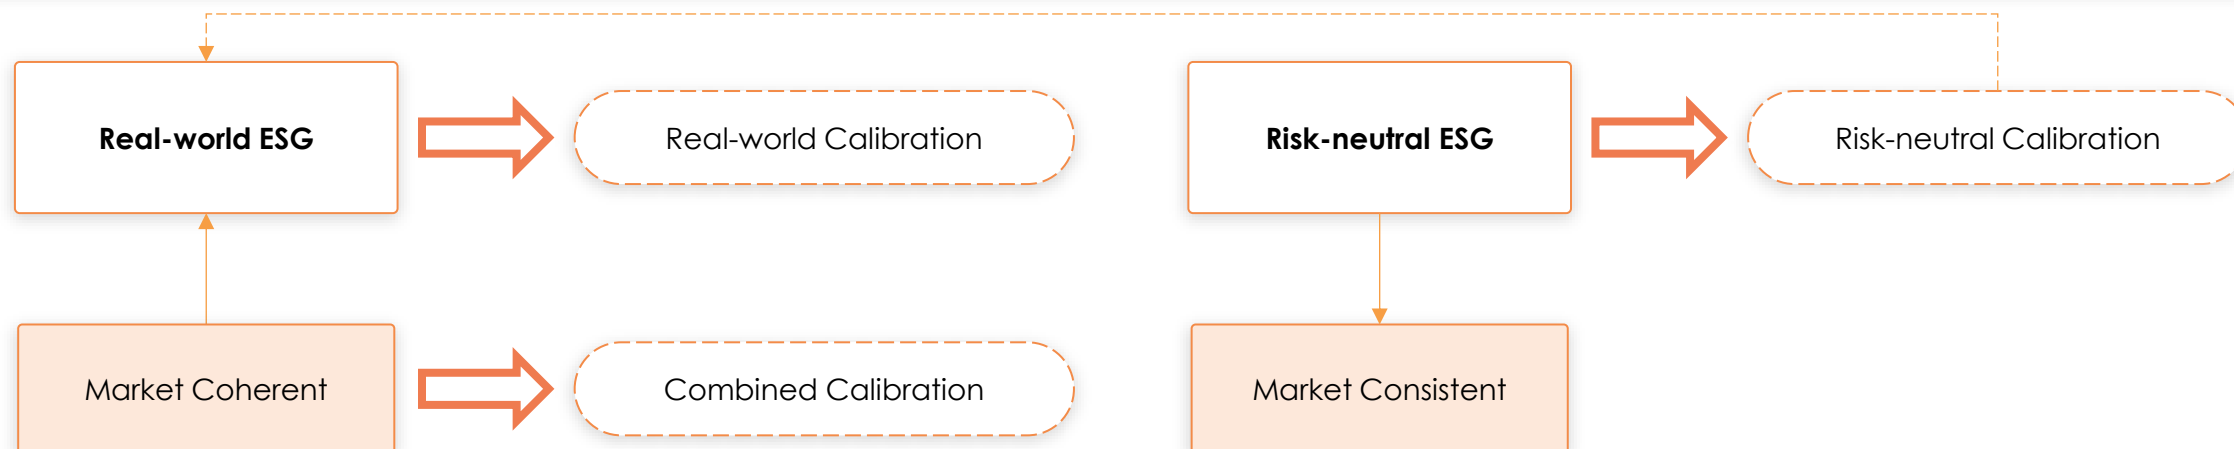 Real-world ESG
Real-world Calibration
Risk-neutral ESG
Risk-neutral Calibration
Market Coherent
Combined Calibration
Market Consistent